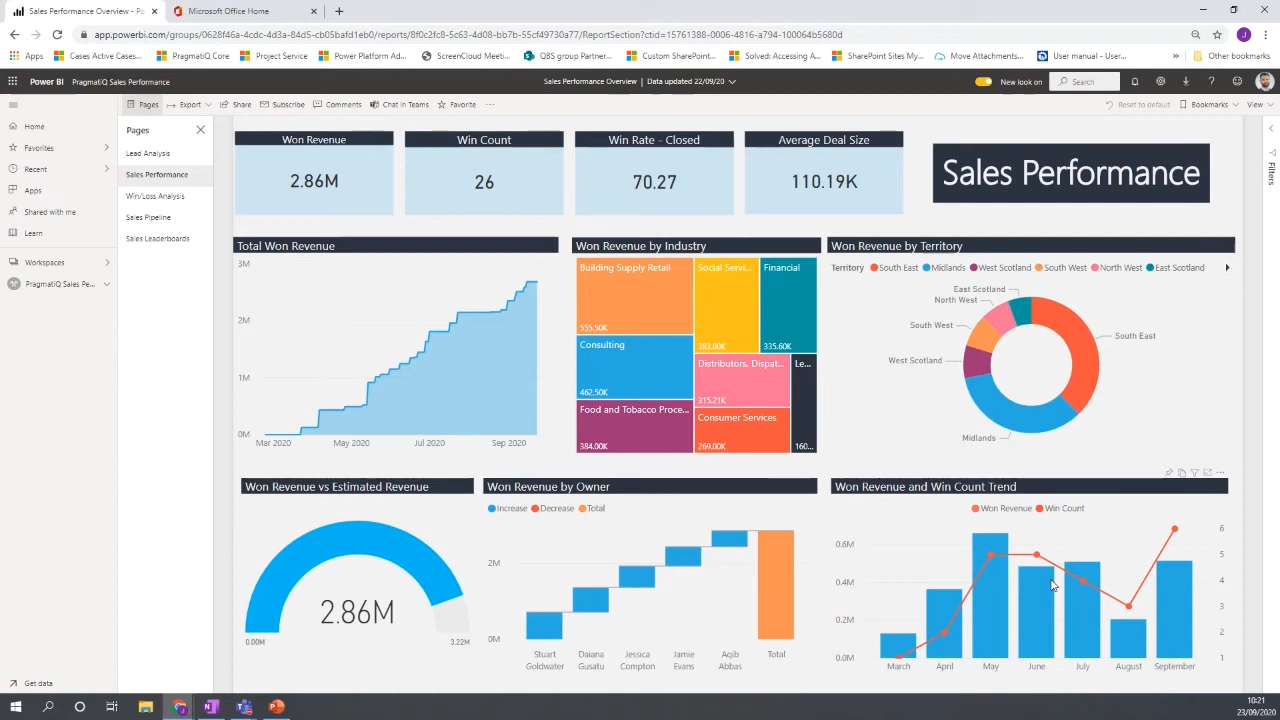 Sales Performance Overview - Po
Microsoft Office Home
app.powerbi.com/groups/0628f46a-4cdc-4d3a-84d5-cb05bad1eb0/reports/8f0c2fc8-5c63-4d08-bb7b-55c99730a77/ReportSection?ctid=15761388-0006-4816-a794-100064b5680d
Apps
Cases Active Cases...
PragmatiQ Core
Project Service
Power Platform Ad...
ScreenCloud Meeti...
QBS group Partner...
Custom SharePoint...
Solved: Accessing A...
SharePoint Sites My...
Move Attachments...
User manual - User...
Other bookmarks
Power BI PragmatiQ Sales Performance
Sales Performance Overview | Data updated 22/09/20
New look on
Search
Pages
Export
Share
Subscribe
Comments
Chat in Teams
Favorite
Reset to default
Bookmarks
View
Home
Favorites
Recent
Apps
Shared with me
Learn
Workspaces
PragmatiQ Sales Pe...
Get data
Pages
Lead Analysis
Sales Performance
Win/Loss Analysis
Sales Pipeline
Sales Leaderboards
Filters
Won Revenue
2.86M
Win Count
26
Win Rate - Closed
70.27
Average Deal Size
110.19K
Sales Performance
Total Won Revenue
3M
2M
1M
0M
Mar 2020 May 2020 Jul 2020 Sep 2020
Won Revenue by Industry
Building Supply Retail
555.50K
Consulting
462.50K
Food and Tobacco Proce...
384.00K
Social Servi...
383.00K
Financial
335.60K
Distributors, Dispat...
315.21K
Consumer Services
269.00K
Le...
160...
Won Revenue by Territory
Territory South East Midlands West Scotland South West North West East Scotland
East Scotland
North West
South West
West Scotland
Midlands
South East
Won Revenue vs Estimated Revenue
2.86M
0.00M 3.22M
Won Revenue by Owner
Increase Decrease Total
2M
0M
Stuart Goldwater
Daiana Gusatu
Jessica Compton
Jamie Evans
Aqib Abbas
Total
Won Revenue and Win Count Trend
Won Revenue Win Count
0.6M
0.4M
0.2M
0.0M
6
5
4
3
2
1
March April May June July August September
10:21
23/09/2020